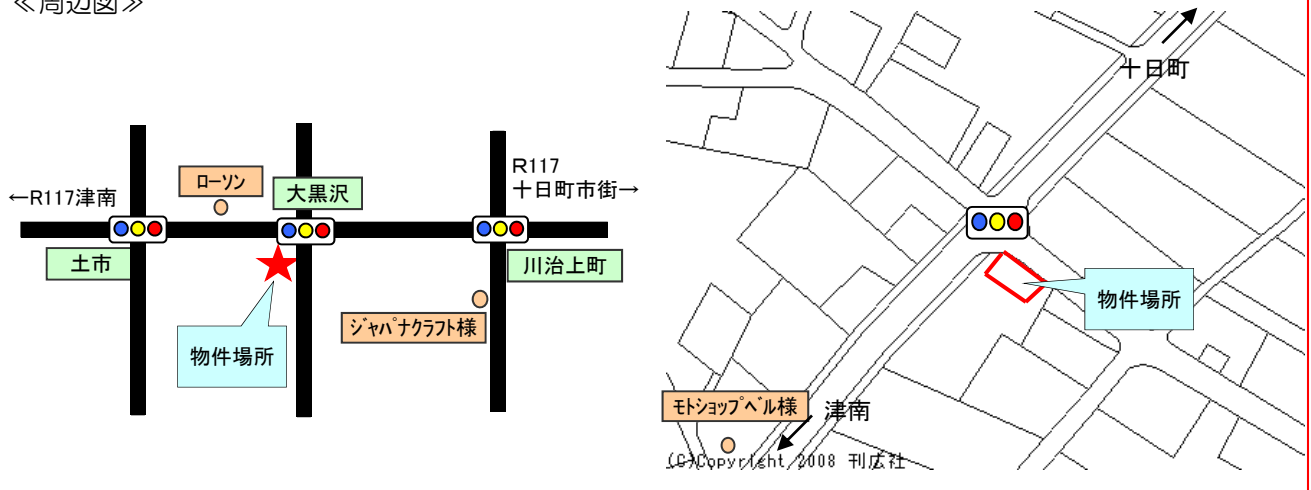 ≪周辺図≫
←R117津南
ローソン
大黒沢
R117
十日町市街→
土市
川治上町
ジャパナクラフト様
物件場所
十日町
物件場所
モトショップベル様
津南
(C)Copyright 2008 刊広社